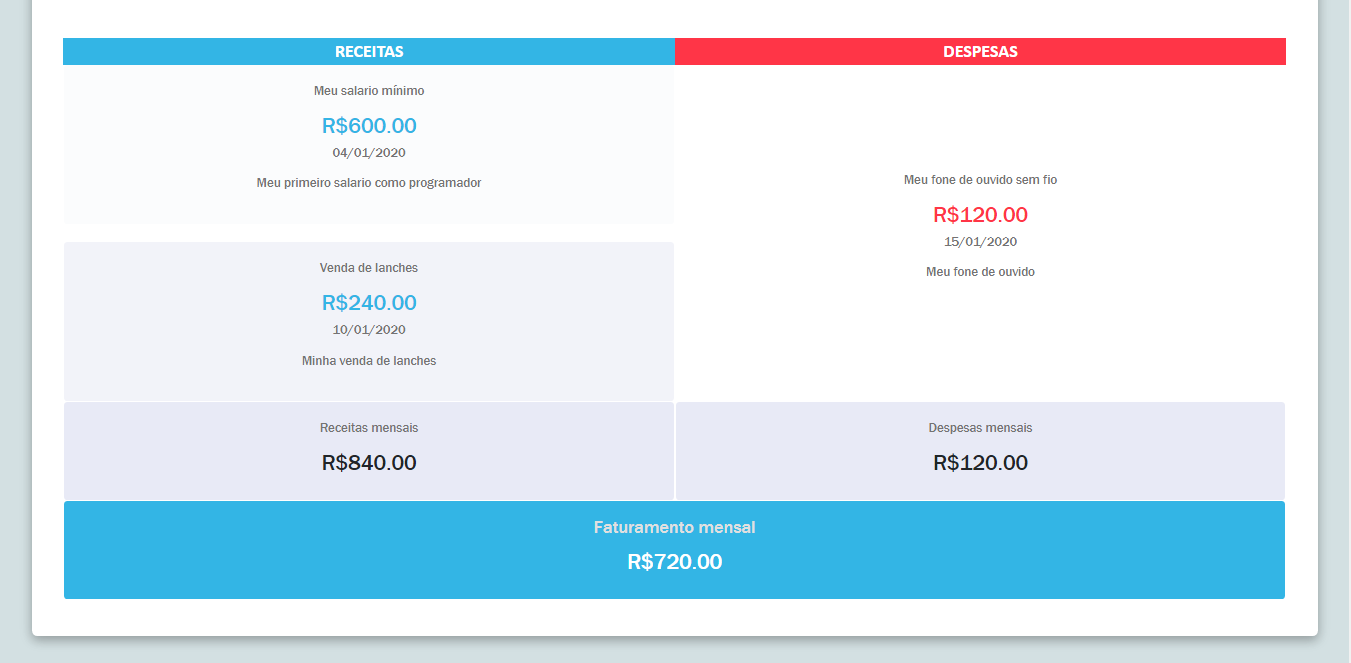 RECEITAS
DESPESAS
Meu salario mínimo
R$600.00
04/01/2020
Meu primeiro salario como programador
Venda de lanches
R$240.00
10/01/2020
Minha venda de lanches
Meu fone de ouvido sem fio
R$120.00
15/01/2020
Meu fone de ouvido
Receitas mensais
R$840.00
Despesas mensais
R$120.00
Faturamento mensal
R$720.00